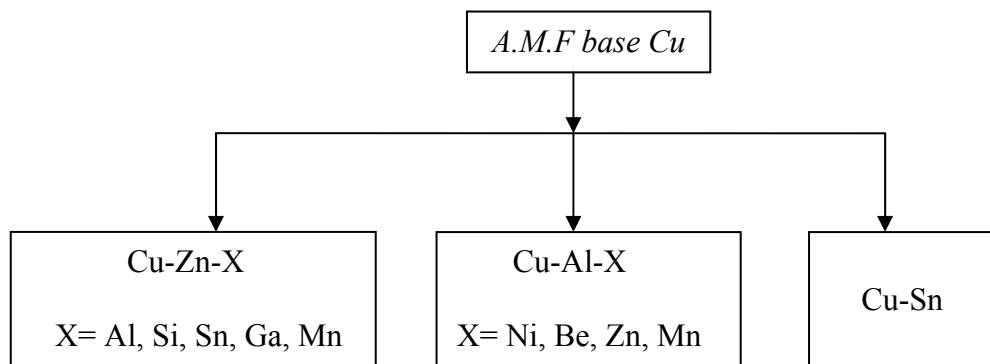 A.M.F base Cu
Cu-Zn-X
X= Al, Si, Sn, Ga, Mn
Cu-Al-X
X= Ni, Be, Zn, Mn
Cu-Sn